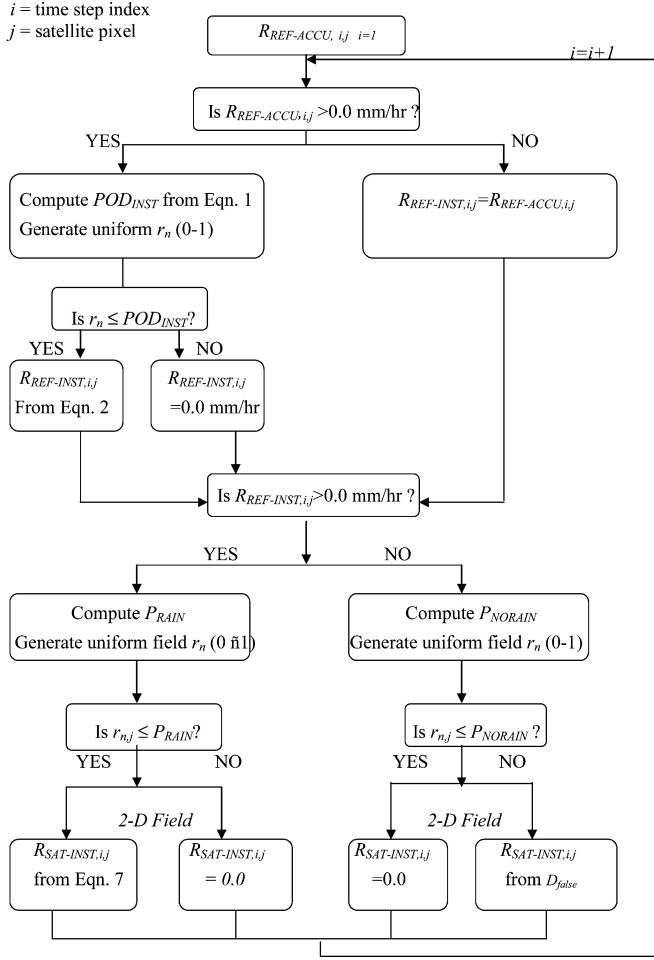 i = time step index
j = satellite pixel
R_REF-ACCU, i,j i=1
i=i+1
Is R_REF-ACCU,i,j >0.0 mm/hr ?
YES
NO
Compute POD_INST from Eqn. 1
Generate uniform r_n (0-1)
R_REF-INST,i,j=R_REF-ACCU,i,j
Is r_n ≤ POD_INST?
YES
NO
R_REF-INST,i,j
From Eqn. 2
R_REF-INST,i,j
=0.0 mm/hr
Is R_REF-INST,i,j>0.0 mm/hr ?
YES
NO
Compute P_RAIN
Generate uniform field r_n (0 ñ1)
Compute P_NORAIN
Generate uniform field r_n (0-1)
Is r_n,j ≤ P_RAIN?
Is r_n,j ≤ P_NORAIN ?
YES
NO
YES
NO
2-D Field
2-D Field
R_SAT-INST,i,j
from Eqn. 7
R_SAT-INST,i,j
= 0.0
R_SAT-INST,i,j
=0.0
R_SAT-INST,i,j
from D_false